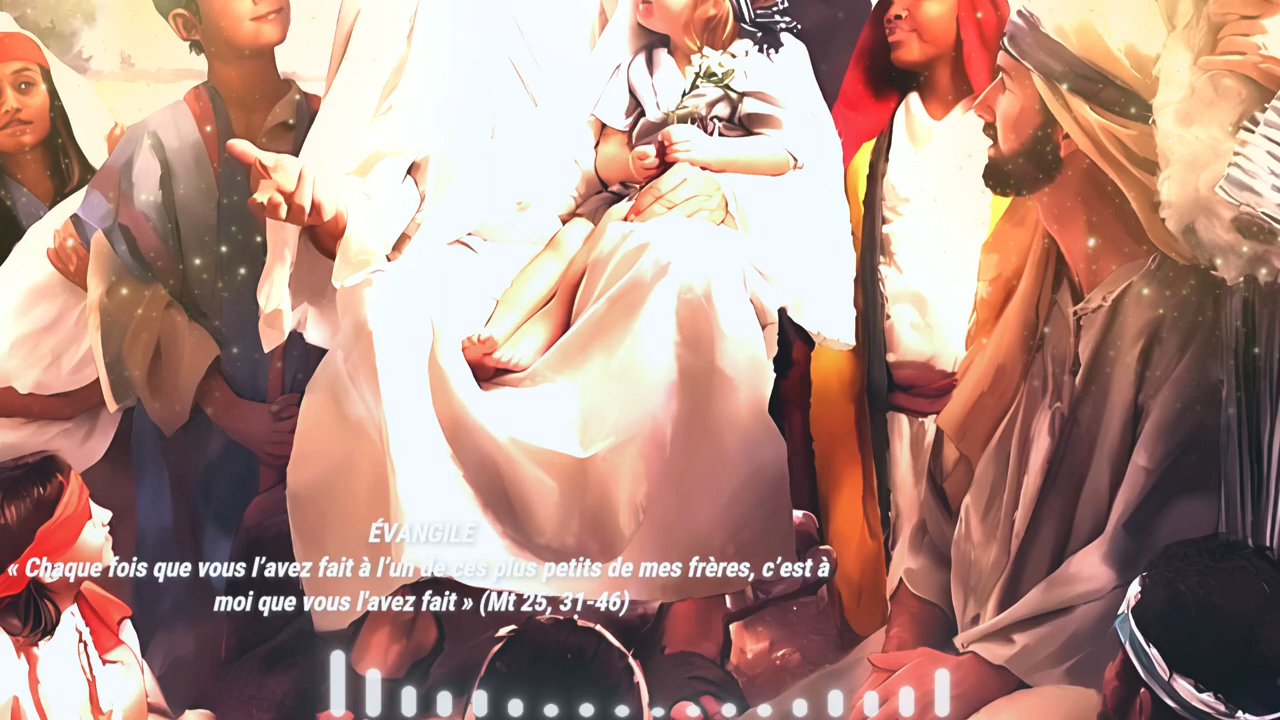 ÉVANGILE
« Chaque fois que vous l’avez fait à l’un de ces plus petits de mes frères, c’est à
moi que vous l'avez fait » (Mt 25, 31-46)